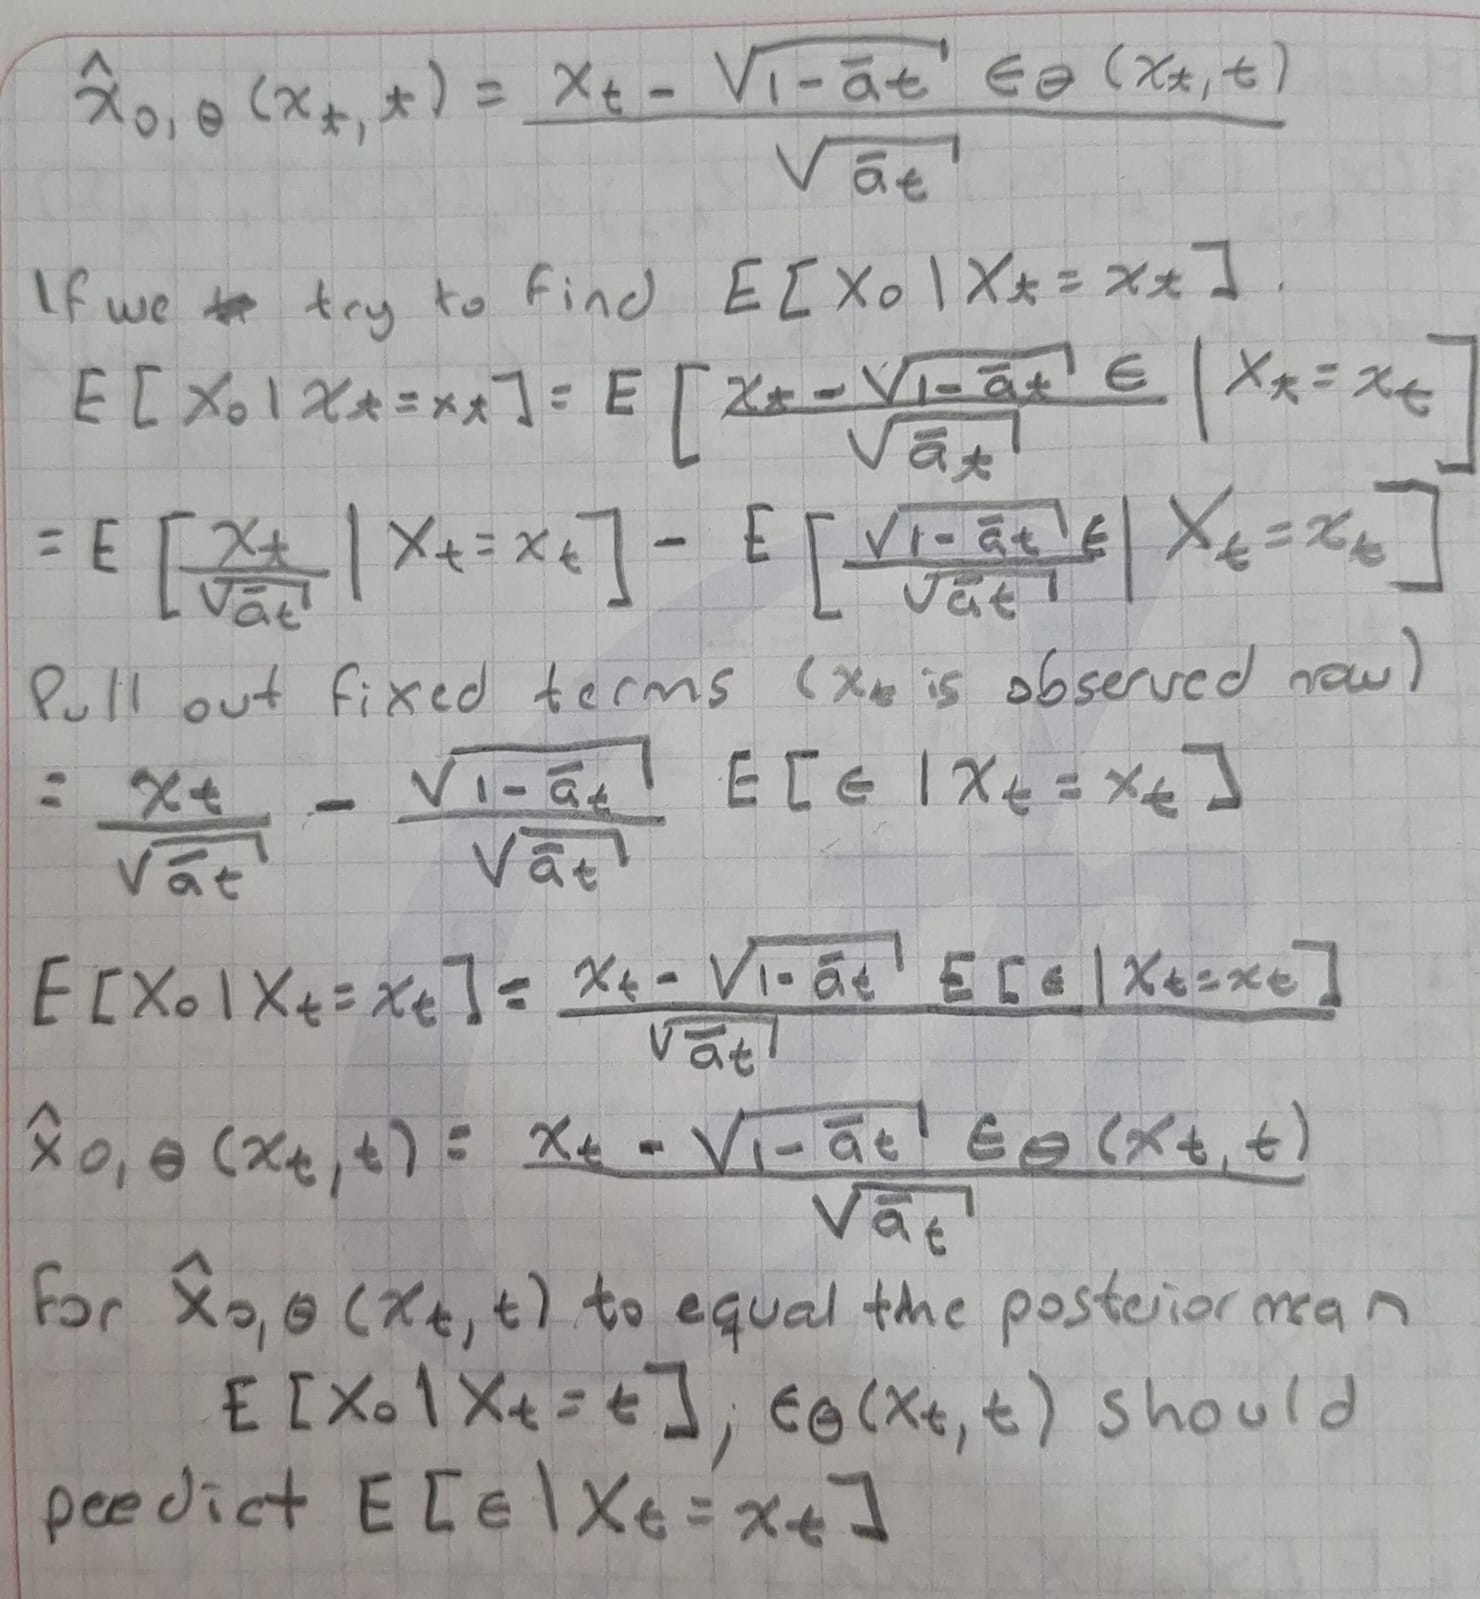 x̂₀,θ(xₜ,t) = (xₜ - √(1-āₜ) ϵθ(xₜ,t)) / √āₜ
If we try to find E[X₀|Xₜ=xₜ].
E[X₀|Xₜ=xₜ] = E[(xₜ - √(1-āₜ) ϵ) / √āₜ | Xₜ=xₜ]
= E[xₜ/√āₜ | Xₜ=xₜ] - E[√(1-āₜ) ϵ / √āₜ | Xₜ=xₜ]
Pull out fixed terms (xₜ is observed now)
= xₜ/√āₜ - √(1-āₜ)/√āₜ E[ϵ|Xₜ=xₜ]
E[X₀|Xₜ=xₜ] = (xₜ - √(1-āₜ) E[ϵ|Xₜ=xₜ]) / √āₜ
x̂₀,θ(xₜ,t) = (xₜ - √(1-āₜ) ϵθ(xₜ,t)) / √āₜ
For x̂₀,θ(xₜ,t) to equal the posterior mean
E[X₀|Xₜ=t], ϵθ(xₜ,t) should
predict E[ϵ|Xₜ=xₜ]